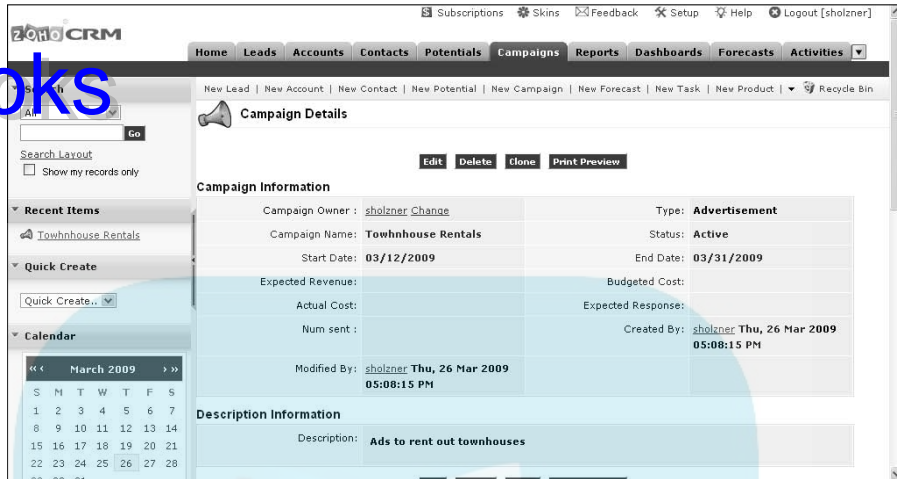 Subscriptions Skins Feedback Setup Help Logout [sholzner]
ZOHO CRM
Home Leads Accounts Contacts Potentials Campaigns Reports Dashboards Forecasts Activities
oks
New Lead | New Account | New Contact | New Potential | New Campaign | New Forecast | New Task | New Product | Recycle Bin
All
Go
Search Layout
Show my records only
Recent Items
Towhnhouse Rentals
Quick Create
Quick Create..
Calendar
March 2009
S M T W T F S
1 2 3 4 5 6 7
8 9 10 11 12 13 14
15 16 17 18 19 20 21
22 23 24 25 26 27 28
Campaign Details
Edit Delete Clone Print Preview
Campaign Information
Campaign Owner : sholzner Change Type: Advertisement
Campaign Name: Towhnhouse Rentals Status: Active
Start Date: 03/12/2009 End Date: 03/31/2009
Expected Revenue: Budgeted Cost:
Actual Cost: Expected Response:
Num sent : Created By: sholzner Thu, 26 Mar 2009
05:08:15 PM
Modified By: sholzner Thu, 26 Mar 2009
05:08:15 PM
Description Information
Description: Ads to rent out townhouses